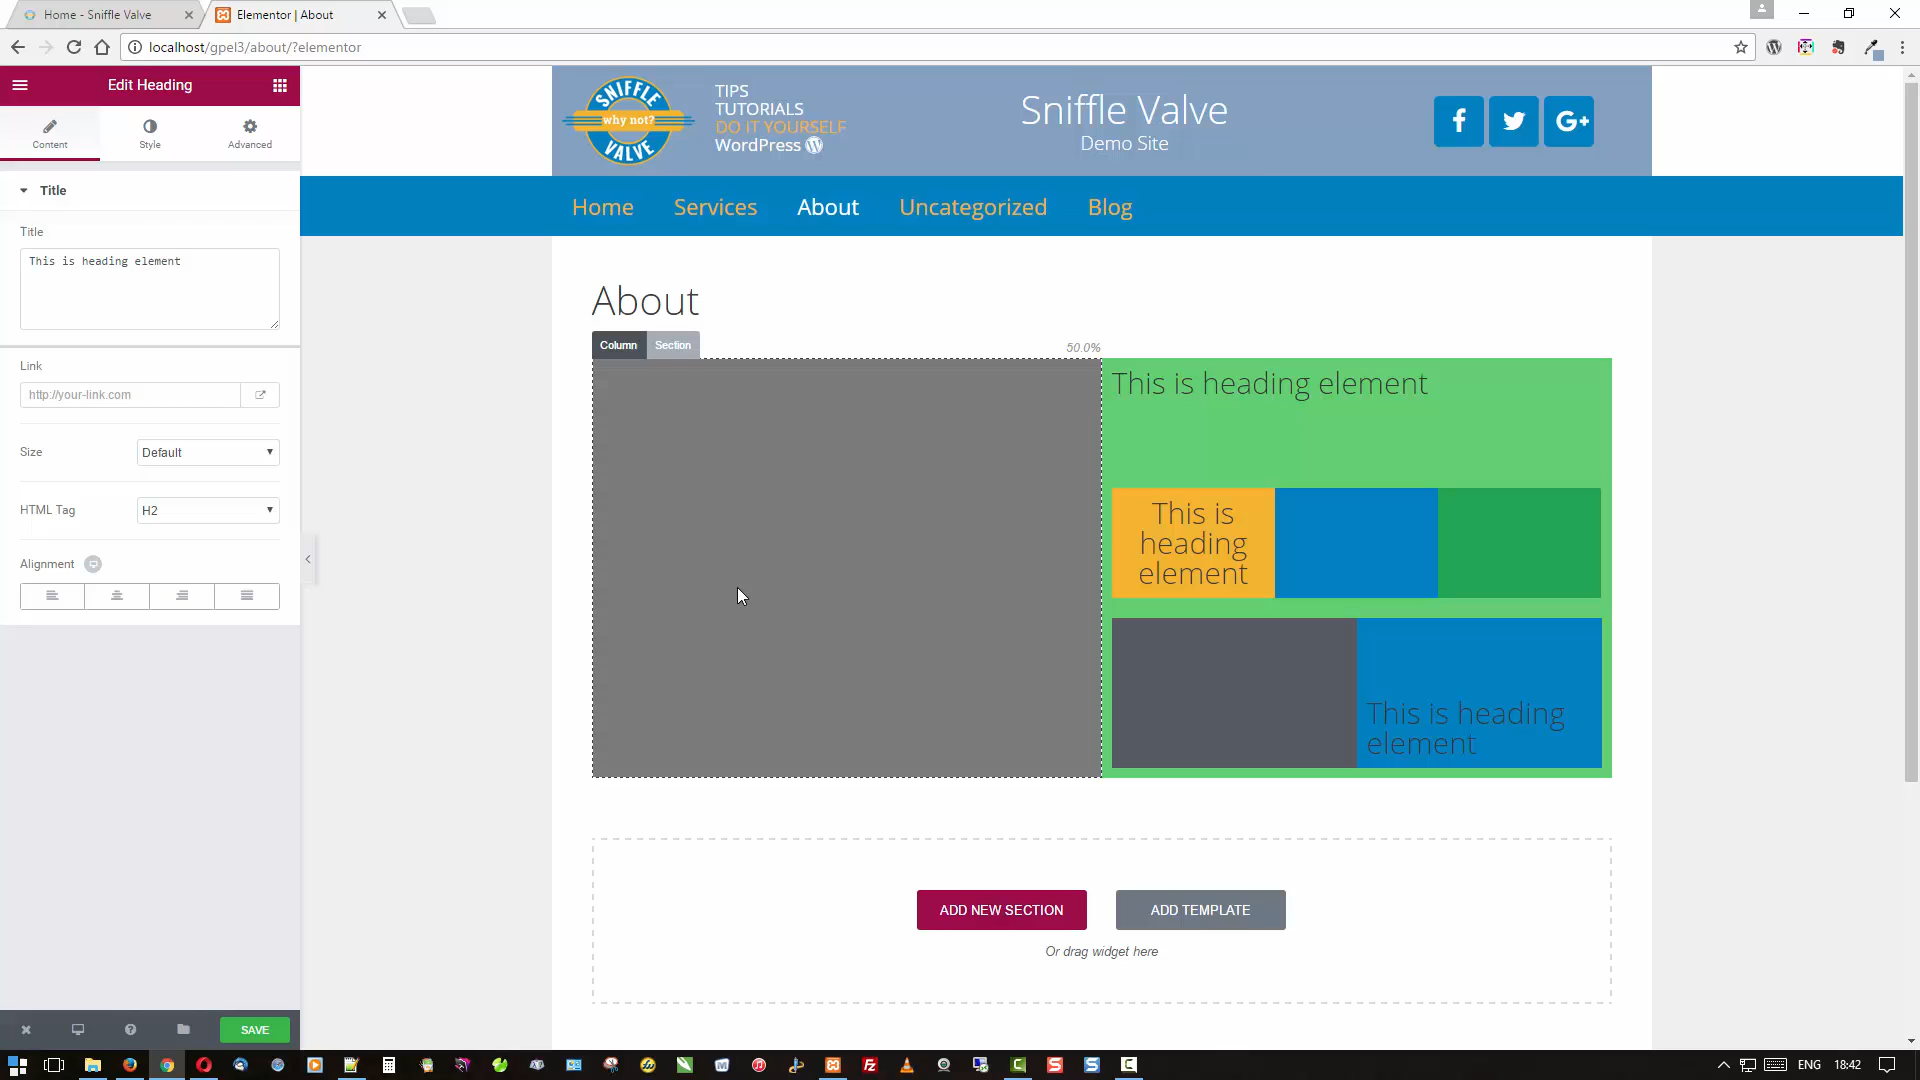 Home - Sniffle Valve
Elementor | About
localhost/gpel3/about/?elementor
Edit Heading
Content
Style
Advanced
Title
Title
This is heading element
Link
http://your-link.com
Size
Default
HTML Tag
H2
Alignment
SAVE
SNIFFLE
why not?
VALVE
TIPS
TUTORIALS
DO IT YOURSELF
WordPress
Sniffle Valve
Demo Site
Home
Services
About
Uncategorized
Blog
About
Column
Section
50.0%
This is heading element
This is
heading
element
This is heading
element
ADD NEW SECTION
ADD TEMPLATE
Or drag widget here
ENG
18:42